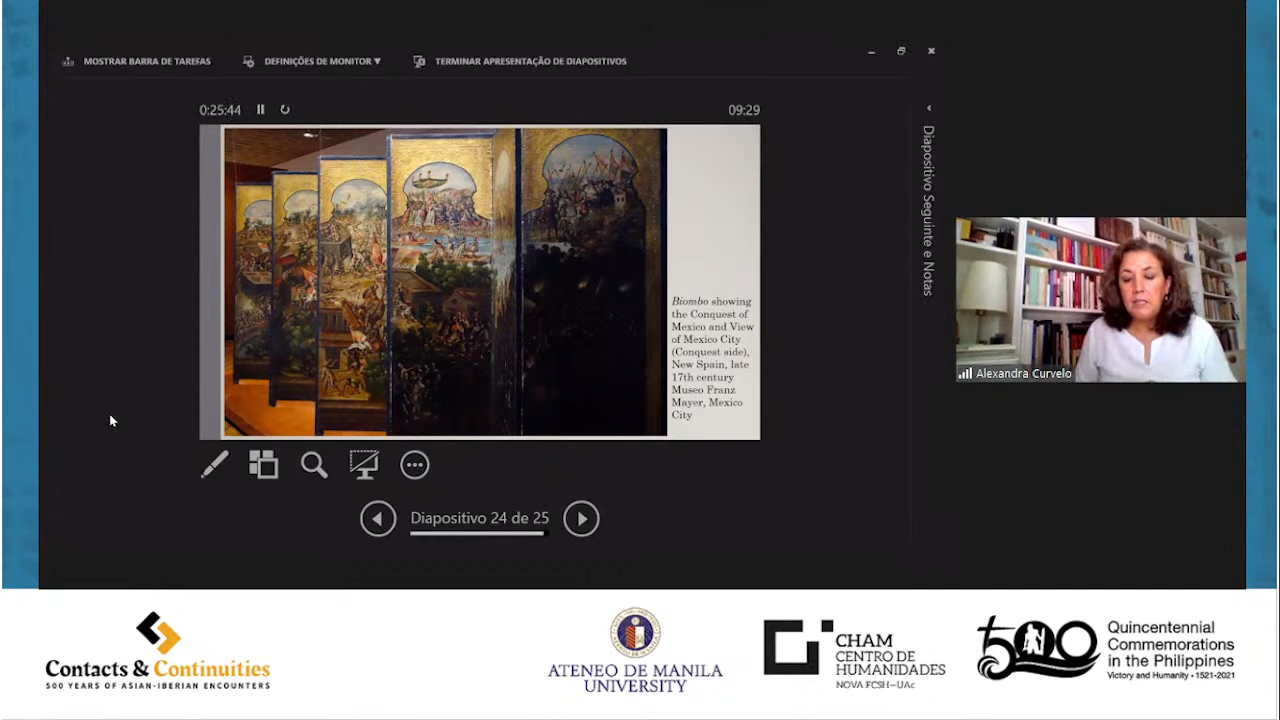 MOSTRAR BARRA DE TAREFAS
DEFINIÇÕES DE MONITOR ▼
TERMINAR APRESENTAÇÃO DE DIAPOSITIVOS
0:25:44
09:29
Diapositivo Seguinte e Notas
Biombo showing
the Conquest of
Mexico and View
of Mexico City
(Conquest side),
New Spain, late
17th century
Museo Franz
Mayer, Mexico
City
Alexandra Curvelo
Diapositivo 24 de 25
Contacts & Continuities
500 YEARS OF ASIAN-IBERIAN ENCOUNTERS
ATENEO DE MANILA
UNIVERSITY
CHAM
CENTRO DE
HUMANIDADES
NOVA FCSH—UAc
500
Quincentennial
Commemorations
in the Philippines
Victory and Humanity • 1521-2021